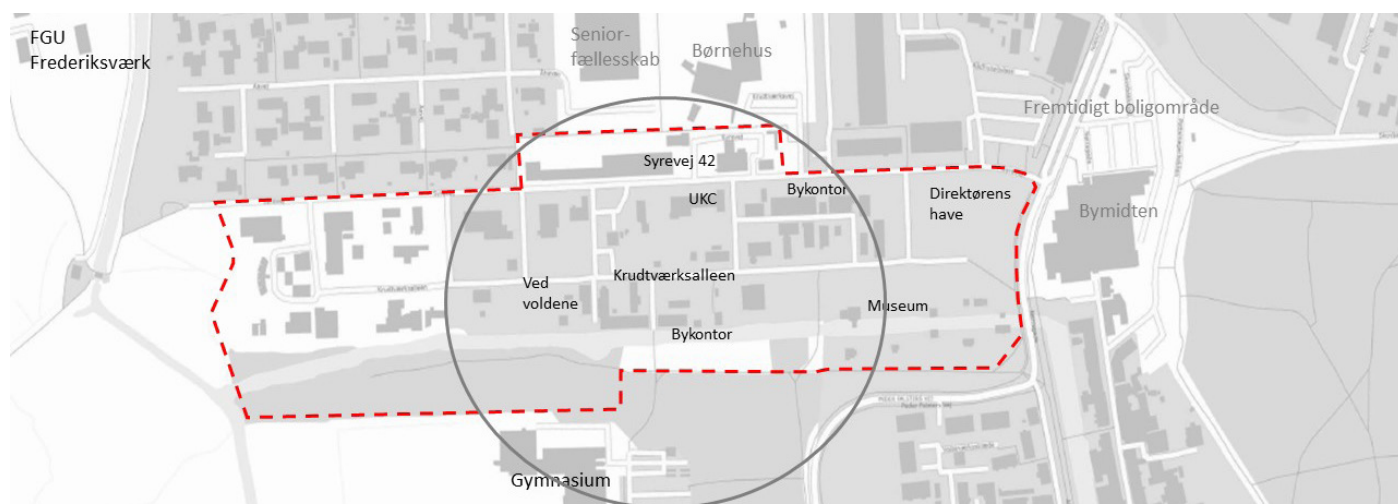 FGU
Frederiksværk
Senior-
fællesskab
Børnehus
Fremtidigt boligområde
Syrevej 42
UKC
Bykontor
Direktørens
have
Bymidten
Ved
voldene
Krudtværksalleen
Museum
Bykontor
Gymnasium